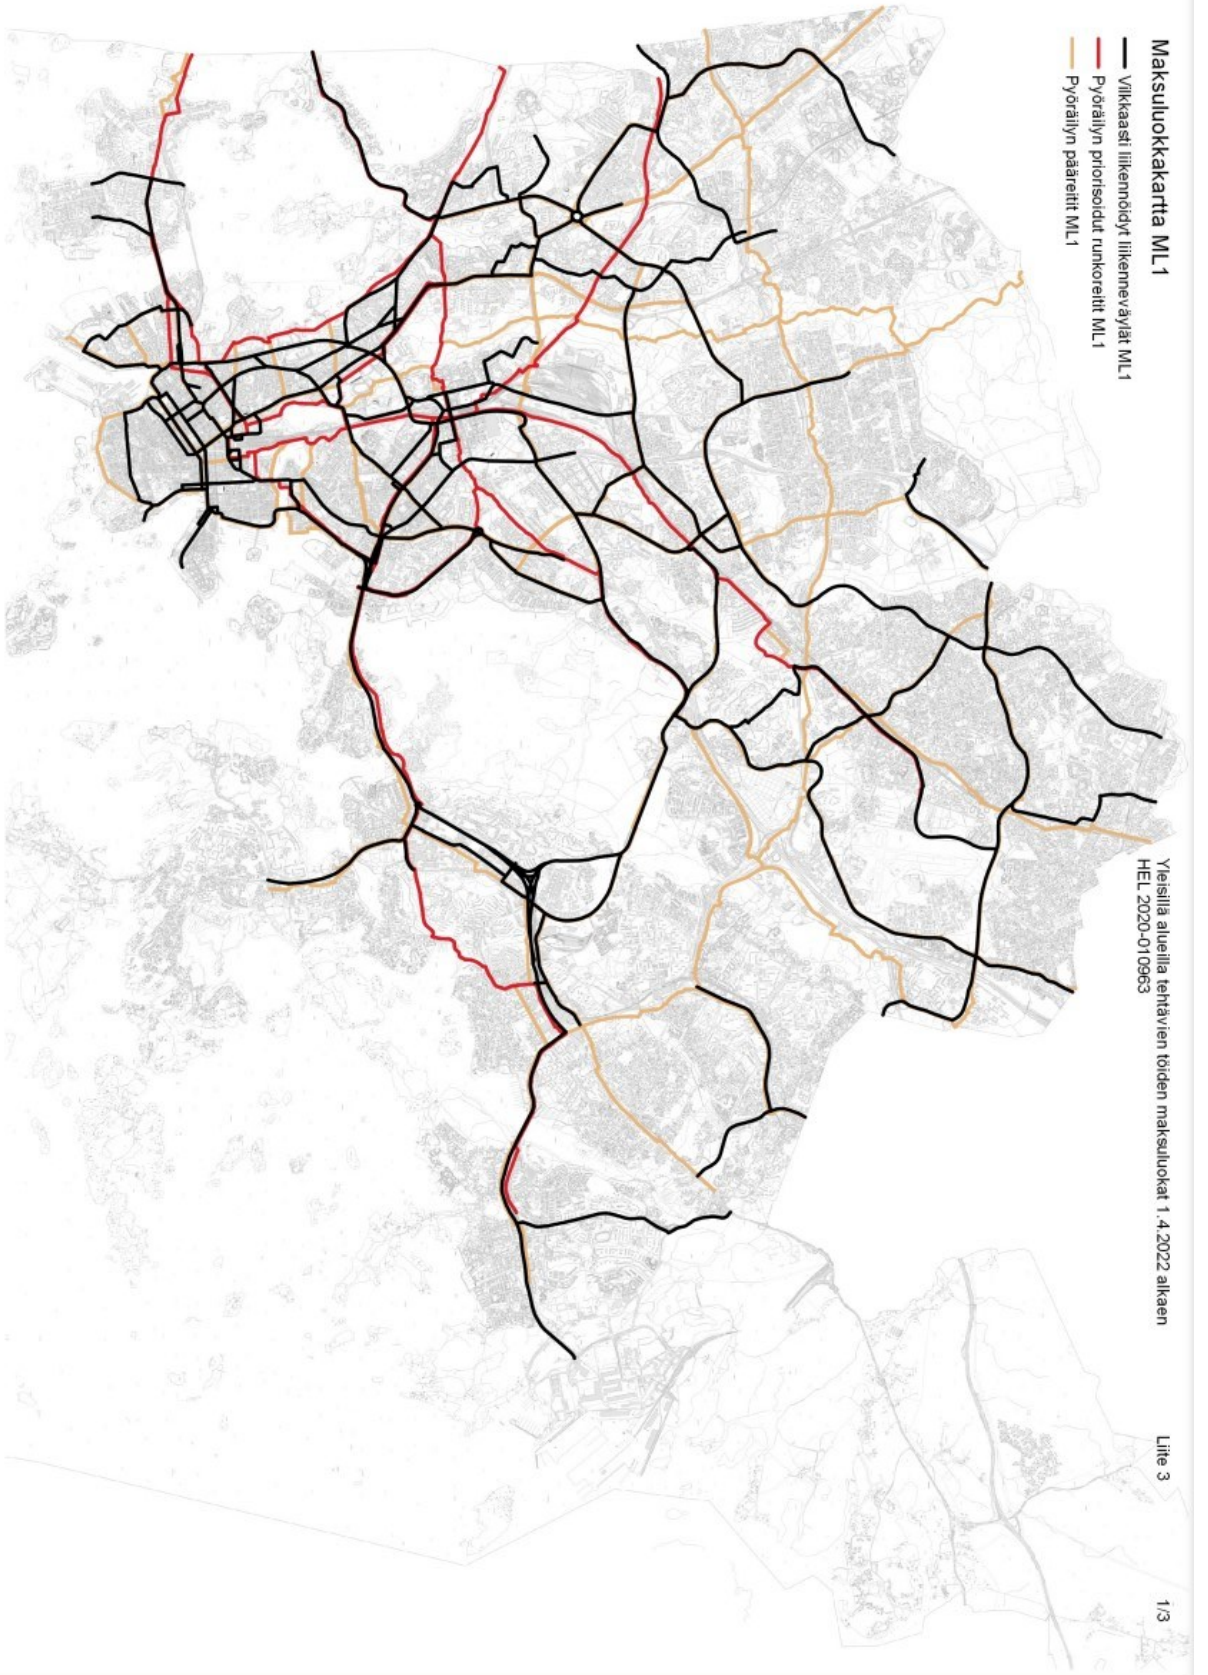 Maksuluokkakartta ML1
Vilkkaasti liikennöidyt liikenneväylät ML1
Pyöräilyn priorisoidut runkoreitit ML1
Pyöräilyn pääreitit ML1
Yleisillä alueilla tehtävien töiden maksuluokat 1.4.2022 alkaen
HEL 2020-010963
Liite 3
1/3